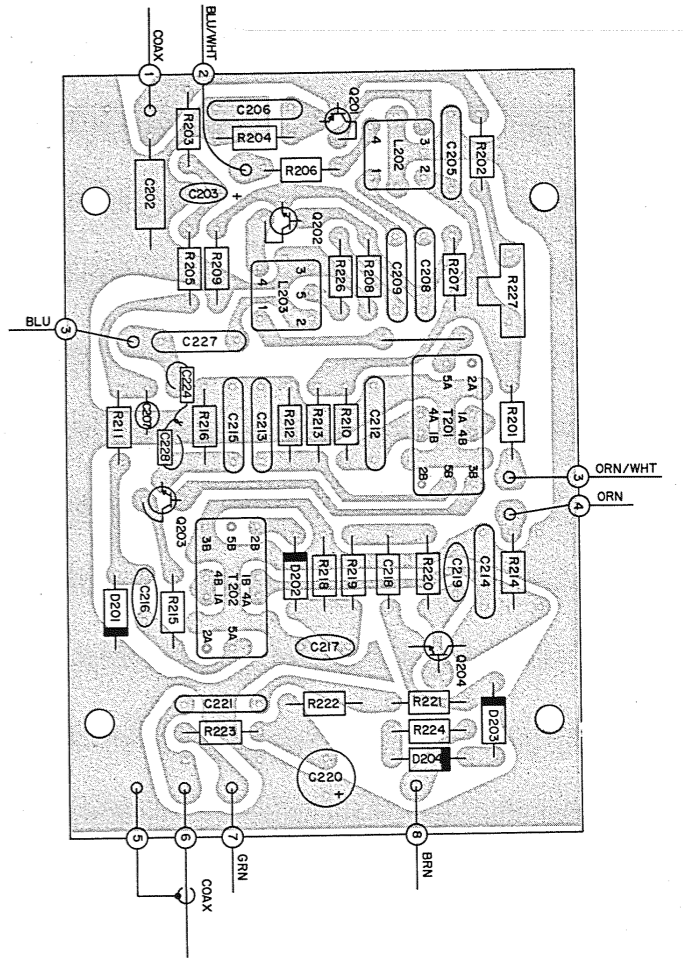 COAX
BLU/WHT
1
2
C206
Q201
R203
R204
4
3
L202
1
2
C205
R202
R206
C202
C203
+
Q202
R205
R209
3
4
5
L203
1
2
R226
R208
C209
C208
R207
R227
BLU
3
C227
C224
5A
2A
4A
1A
T201
1B
4B
2B
5B
3B
R201
R211
C207
C228
R216
C215
C213
R212
R213
R210
C212
3
ORN/WHT
4
ORN
Q203
3B
5B
2B
4B
1B
T202
1A
4A
2A
5A
D201
C216
R215
D202
R218
R219
C218
R220
C219
C214
R214
C217
Q204
C221
R222
R221
D203
R223
R224
D204
C220
+
5
6
7
8
GRN
BRN
COAX